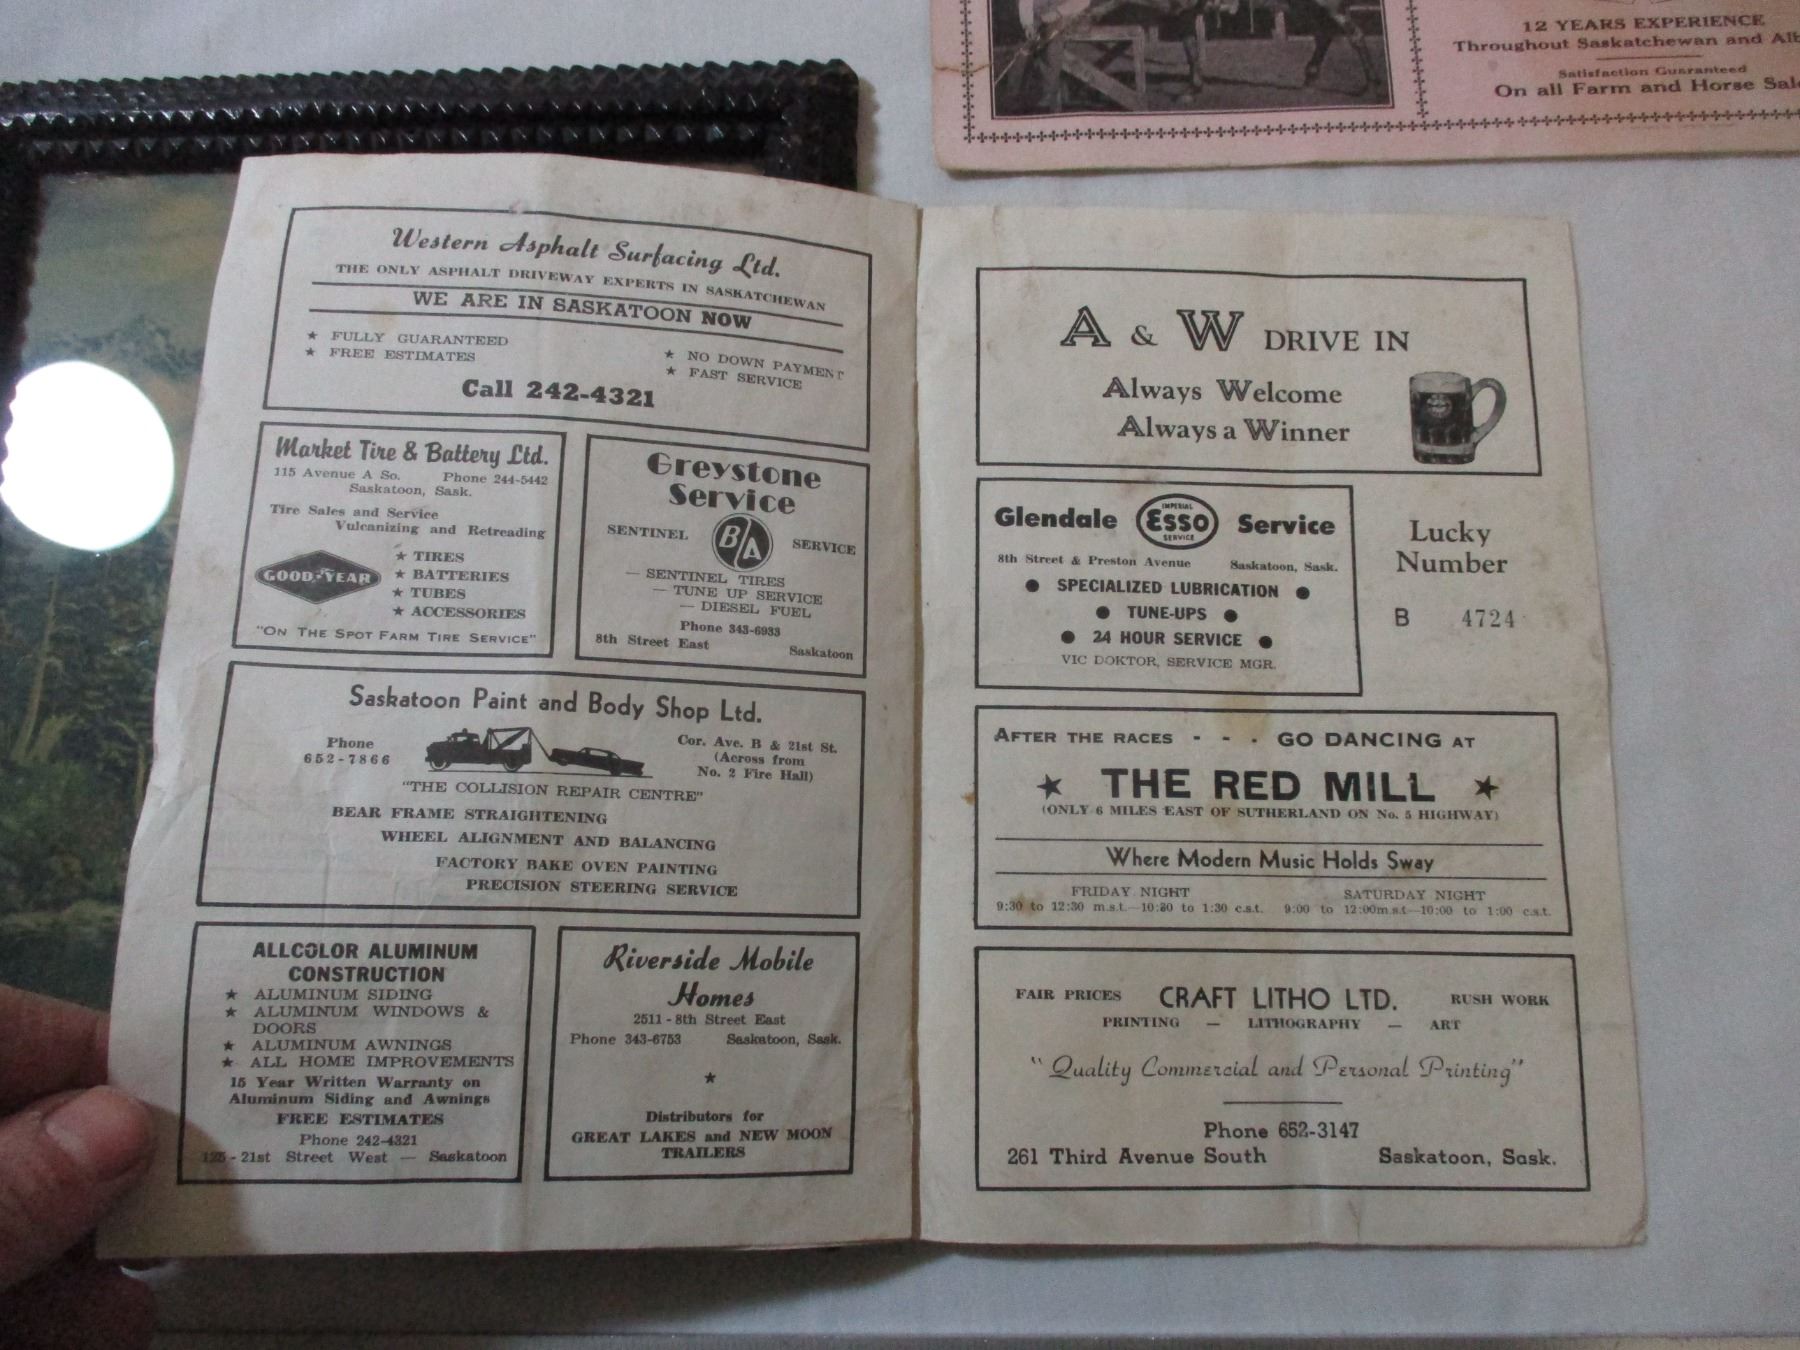 12 YEARS EXPERIENCE
Throughout Saskatchewan and
Satisfaction Guaranteed
On all Farm and Horse
Western Asphalt Surfacing Ltd.
THE ONLY ASPHALT DRIVEWAY EXPERTS IN SASKATCHEWAN
WE ARE IN SASKATOON NOW
★ FULLY GUARANTEED
★ FREE ESTIMATES
★ NO DOWN PAYMENT
★ FAST SERVICE
Call 242-4321
Market Tire & Battery Ltd.
115 Avenue A So. Phone 244-5442
Saskatoon, Sask.
Tire Sales and Service
Vulcanizing and Retreading
GOOD YEAR
★ TIRES
★ BATTERIES
★ TUBES
★ ACCESSORIES
"ON THE SPOT FARM TIRE SERVICE"
Greystone
Service
SENTINEL B/A SERVICE
— SENTINEL TIRES
— TUNE UP SERVICE
— DIESEL FUEL
Phone 343-6933
8th Street East Saskatoon
Saskatoon Paint and Body Shop Ltd.
Phone
652-7866
Cor. Ave. B & 21st St.
(Across from
No. 2 Fire Hall)
"THE COLLISION REPAIR CENTRE"
BEAR FRAME STRAIGHTENING
WHEEL ALIGNMENT AND BALANCING
FACTORY BAKE OVEN PAINTING
PRECISION STEERING SERVICE
ALLCOLOR ALUMINUM
CONSTRUCTION
★ ALUMINUM SIDING
★ ALUMINUM WINDOWS &
DOORS
★ ALUMINUM AWNINGS
★ ALL HOME IMPROVEMENTS
15 Year Written Warranty on
Aluminum Siding and Awnings
FREE ESTIMATES
Phone 242-4321
125 - 21st Street West — Saskatoon
Riverside Mobile
Homes
2511 - 8th Street East
Phone 343-6753 Saskatoon, Sask.
★
Distributors for
GREAT LAKES and NEW MOON
TRAILERS
A & W DRIVE IN
Always Welcome
Always a Winner
Glendale IMPERIAL ESSO SERVICE Service
8th Street & Preston Avenue Saskatoon, Sask.
● SPECIALIZED LUBRICATION ●
● TUNE-UPS ●
● 24 HOUR SERVICE ●
VIC DOKTOR, SERVICE MGR.
Lucky
Number
B 4724
AFTER THE RACES - - - GO DANCING AT
★ THE RED MILL ★
(ONLY 6 MILES EAST OF SUTHERLAND ON No. 5 HIGHWAY)
Where Modern Music Holds Sway
FRIDAY NIGHT SATURDAY NIGHT
9:30 to 12:30 m.s.t.—10:30 to 1:30 c.s.t. 9:00 to 12:00m.s.t—10:00 to 1:00 c.s.t.
FAIR PRICES CRAFT LITHO LTD. RUSH WORK
PRINTING — LITHOGRAPHY — ART
"Quality Commercial and Personal Printing"
Phone 652-3147
261 Third Avenue South Saskatoon, Sask.